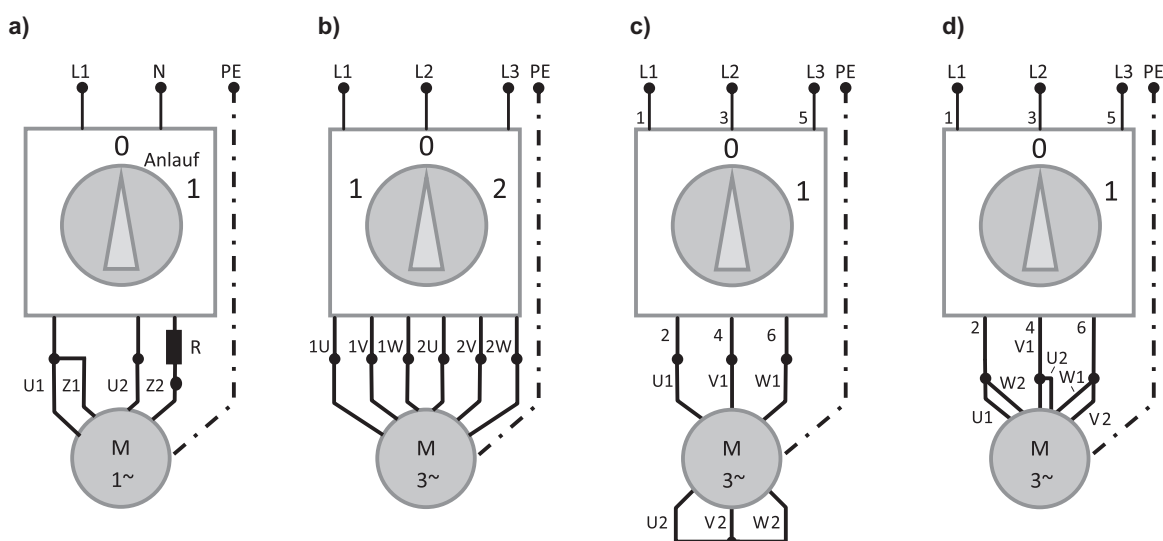 a)
L1 N PE
0
Anlauf
1
R
U1 Z1 U2 Z2
M
1~
b)
L1 L2 L3 PE
0
1 2
1U 1V 1W 2U 2V 2W
M
3~
c)
L1 L2 L3 PE
1 3 5
0
1
2 4 6
U1 V1 W1
M
3~
U2 V2 W2
d)
L1 L2 L3 PE
1 3 5
0
1
2 4 6
V1
U2
W2 W1
U1 V2
M
3~